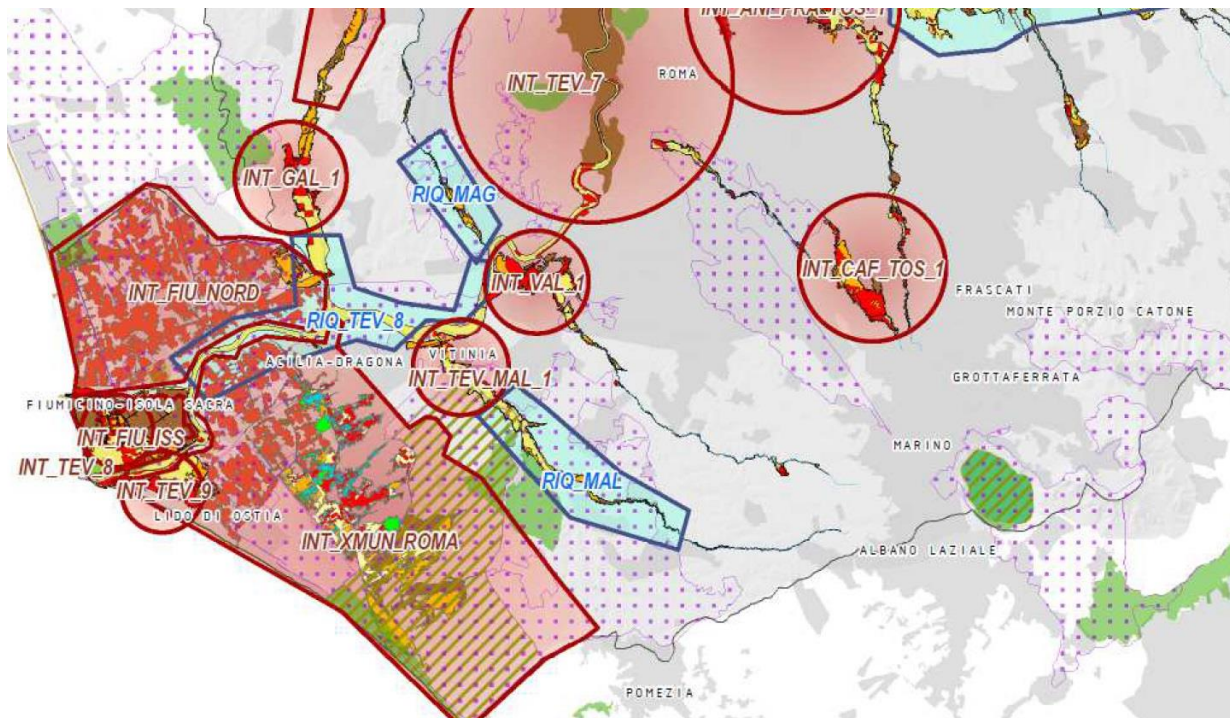 INT_ANI_FRA_TOS_1
ROMA
INT_TEV_7
INT_GAL_1
RIQ_MAG
INT_VAL_1
INT_CAF_TOS_1
INT_FIU_NORD
FRASCATI
MONTE PORZIO CATONE
RIQ_TEV_8
ACILIA-DRAGONA
VITINIA
INT_TEV_MAL_1
GROTTAFERRATA
FIUMICINO-ISOLA SACRA
INT_FIU_ISS
MARINO
INT_TEV_8
INT_TEV_9
RIQ_MAL
LIDO DI OSTIA
INT_XMUN_ROMA
ALBANO LAZIALE
POMEZIA